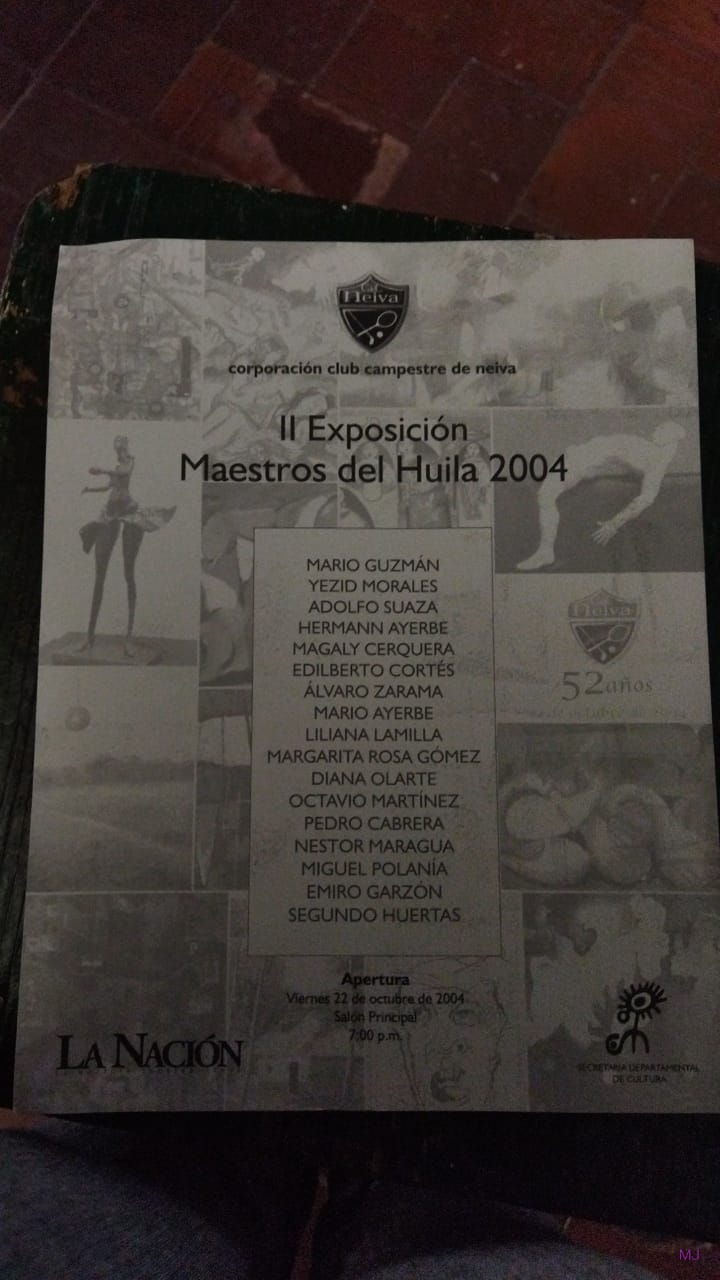 Neiva
corporación club campestre de neiva
II Exposición
Maestros del Huila 2004
MARIO GUZMÁN
YEZID MORALES
ADOLFO SUAZA
HERMANN AYERBE
MAGALY CERQUERA
EDILBERTO CORTÉS
ÁLVARO ZARAMA
MARIO AYERBE
LILIANA LAMILLA
MARGARITA ROSA GÓMEZ
DIANA OLARTE
OCTAVIO MARTÍNEZ
PEDRO CABRERA
NESTOR MARAGUA
MIGUEL POLANÍA
EMIRO GARZÓN
SEGUNDO HUERTAS
Neiva
52 años
Apertura
Viernes 22 de octubre de 2004
Salón Principal
7:00 p.m.
LA NACIÓN
SECRETARIA DEPARTAMENTAL
DE CULTURA
MJ